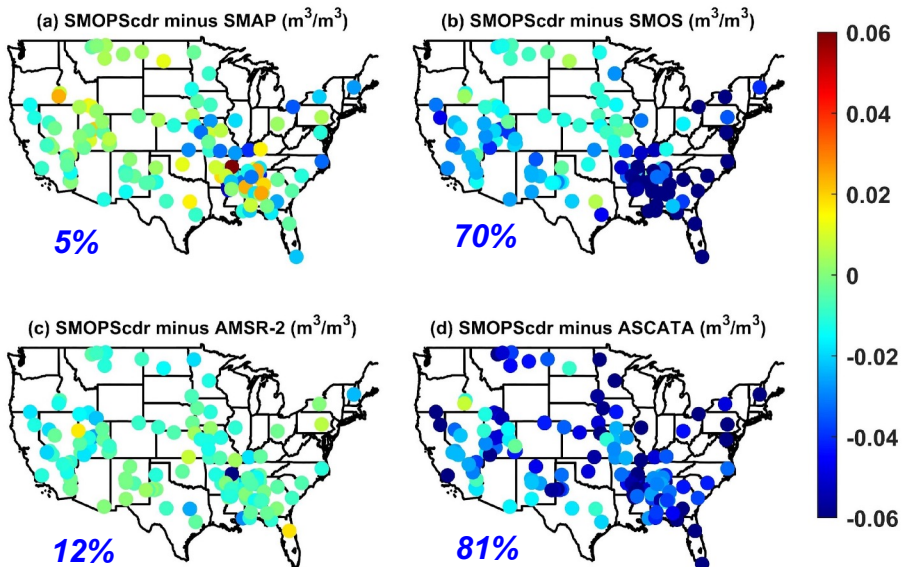 (a) SMOPScdr minus SMAP (m³/m³)
(b) SMOPScdr minus SMOS (m³/m³)
5%
70%
(c) SMOPScdr minus AMSR-2 (m³/m³)
(d) SMOPScdr minus ASCATA (m³/m³)
12%
81%
0.06
0.04
0.02
0
-0.02
-0.04
-0.06